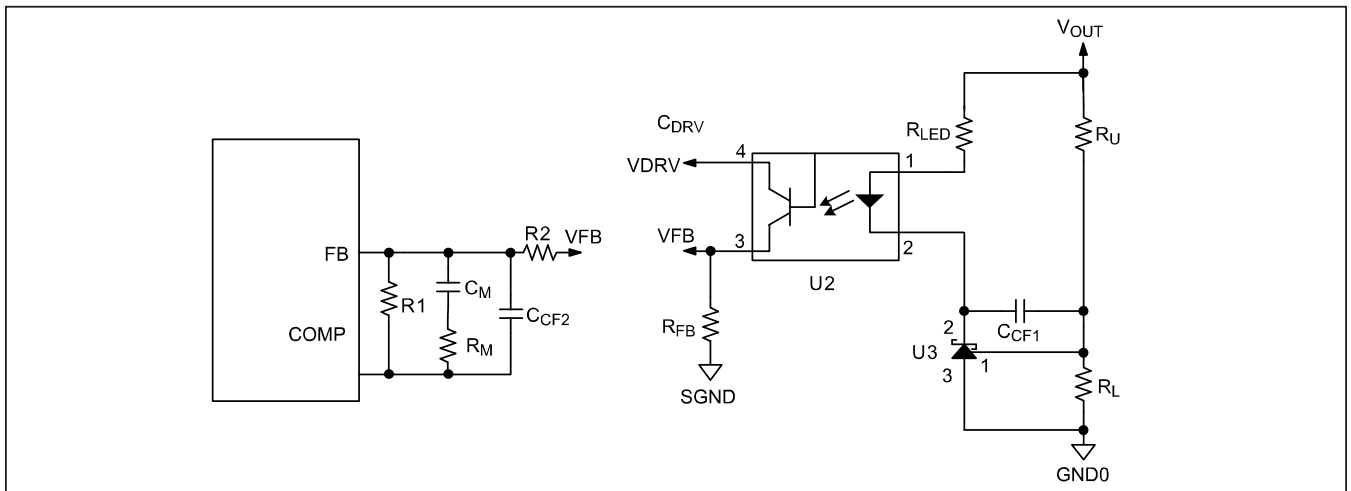 VOUT
CDRV
RLED
RU
VDRV
4
1
FB
R2
VFB
VFB
3
2
U2
R1
CM
CCF2
COMP
RM
RFB
SGND
2
CCF1
U3
1
3
RL
GND0